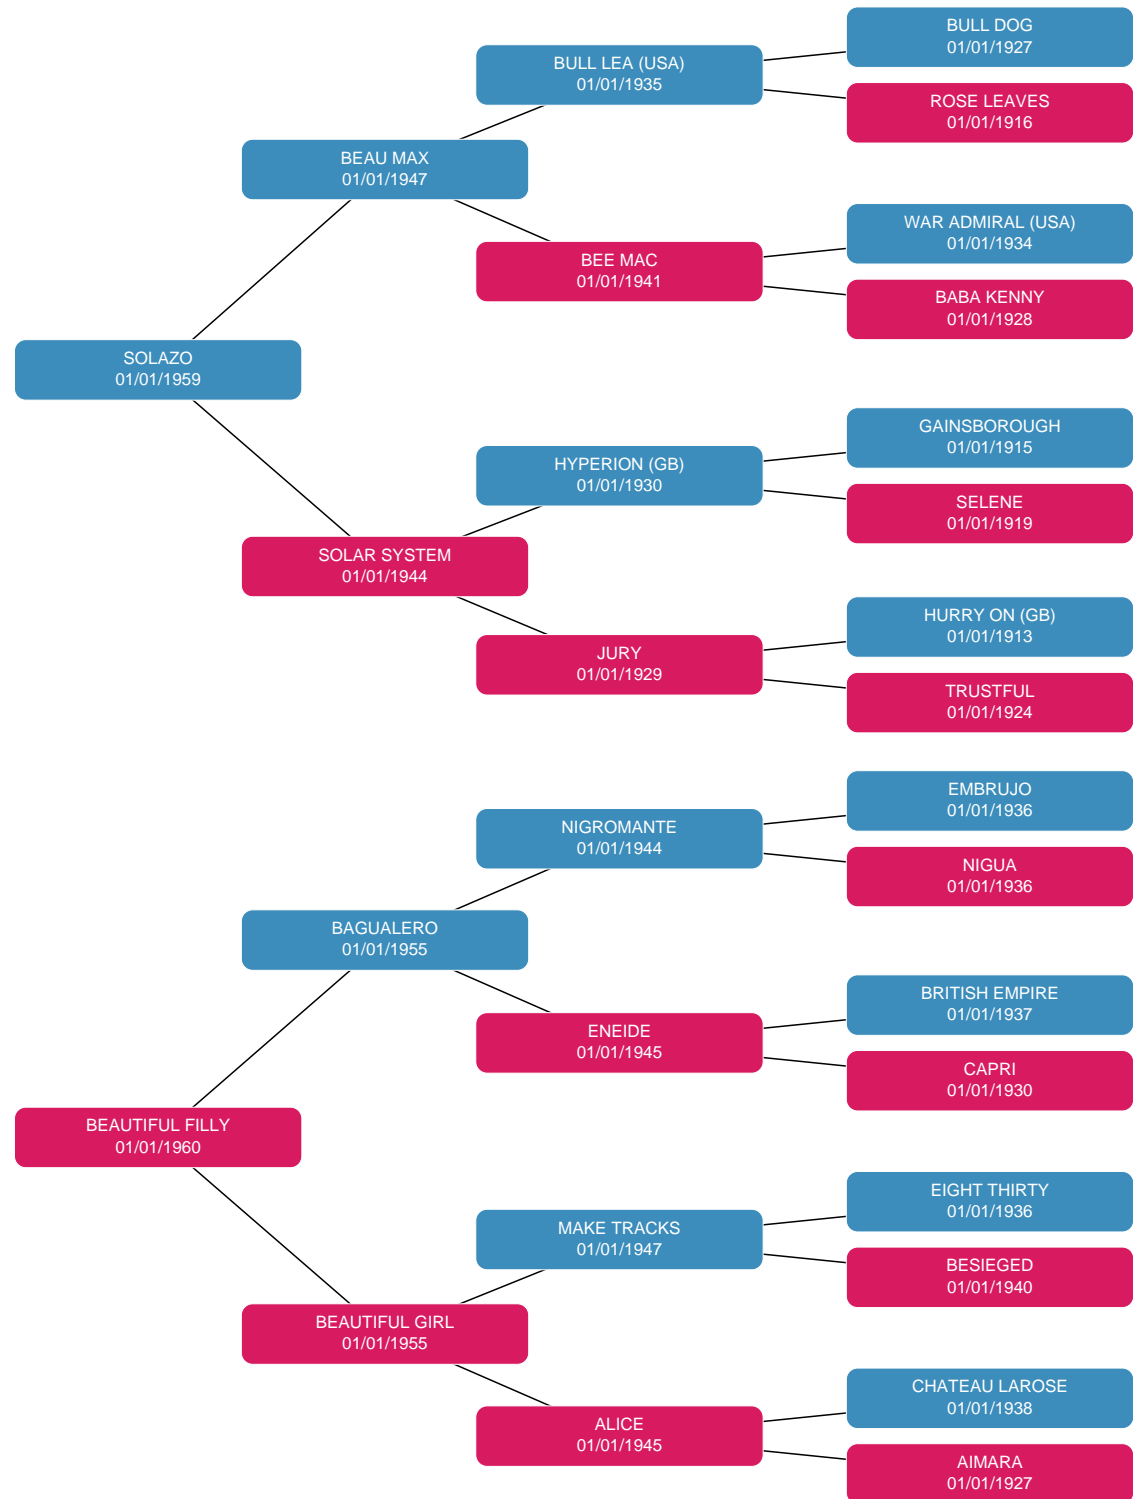 BULL DOG
01/01/1927
BULL LEA (USA)
01/01/1935
ROSE LEAVES
01/01/1916
BEAU MAX
01/01/1947
WAR ADMIRAL (USA)
01/01/1934
BEE MAC
01/01/1941
BABA KENNY
01/01/1928
SOLAZO
01/01/1959
GAINSBOROUGH
01/01/1915
HYPERION (GB)
01/01/1930
SELENE
01/01/1919
SOLAR SYSTEM
01/01/1944
HURRY ON (GB)
01/01/1913
JURY
01/01/1929
TRUSTFUL
01/01/1924
EMBRUJO
01/01/1936
NIGROMANTE
01/01/1944
NIGUA
01/01/1936
BAGUALERO
01/01/1955
BRITISH EMPIRE
01/01/1937
ENEIDE
01/01/1945
CAPRI
01/01/1930
BEAUTIFUL FILLY
01/01/1960
EIGHT THIRTY
01/01/1936
MAKE TRACKS
01/01/1947
BESIEGED
01/01/1940
BEAUTIFUL GIRL
01/01/1955
CHATEAU LAROSE
01/01/1938
ALICE
01/01/1945
AIMARA
01/01/1927